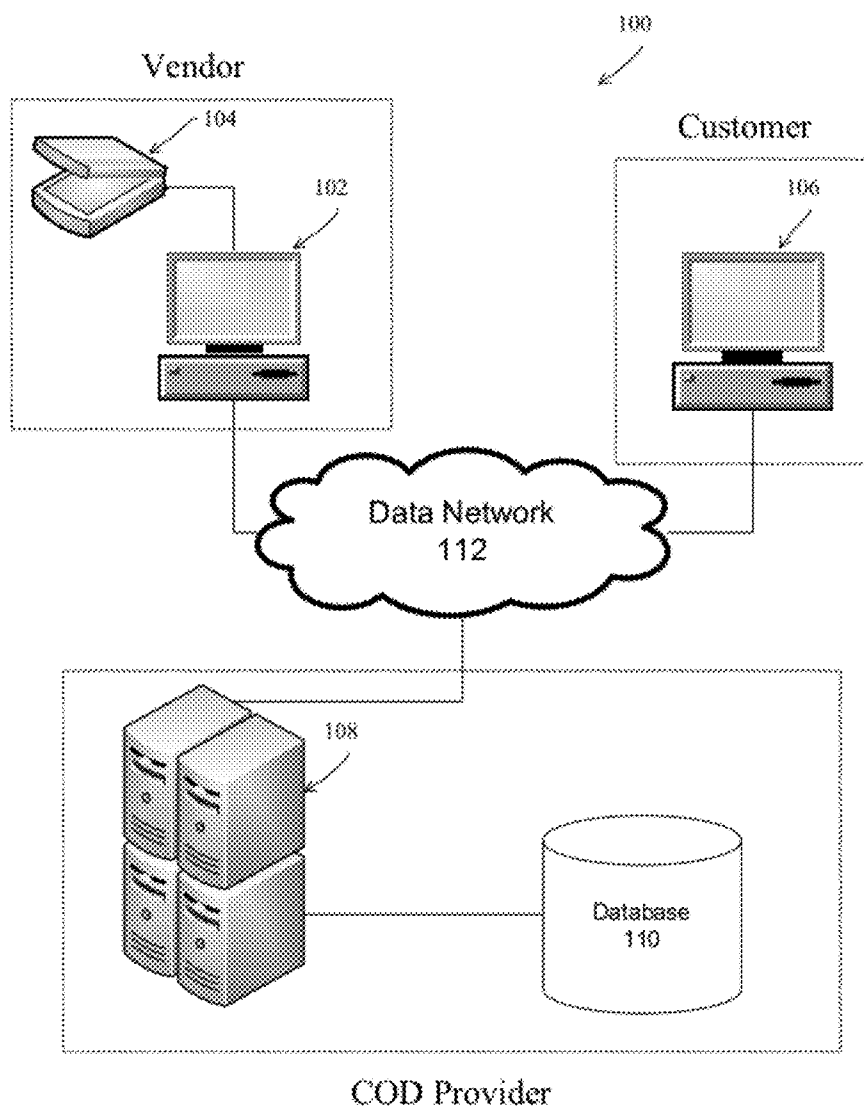 100
Vendor
104
Customer
102
106
Data Network
112
108
Database
110
COD Provider